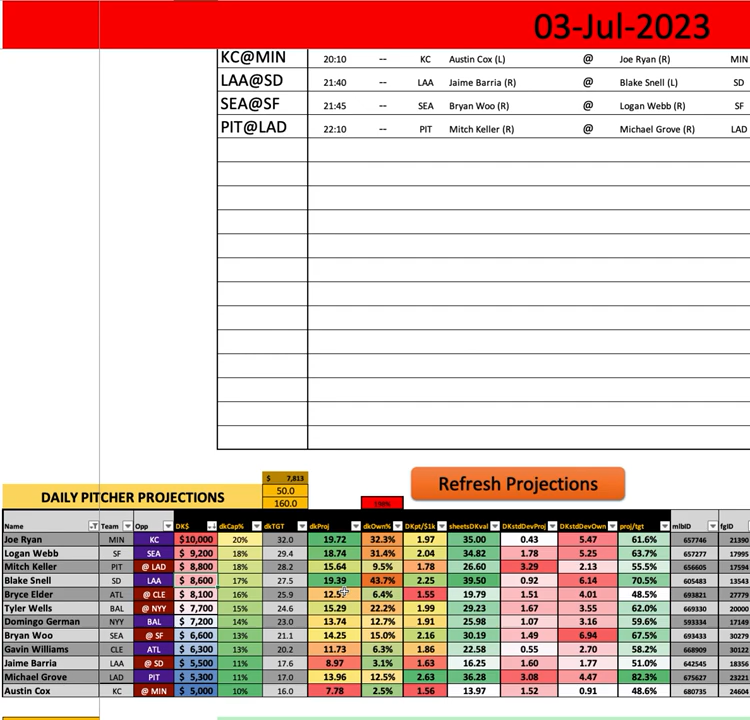 03-Jul-2023
KC@MIN 20:10 -- KC Austin Cox (L) @ Joe Ryan (R) MIN
LAA@SD 21:40 -- LAA Jaime Barria (R) @ Blake Snell (L) SD
SEA@SF 21:45 -- SEA Bryan Woo (R) @ Logan Webb (R) SF
PIT@LAD 22:10 -- PIT Mitch Keller (R) @ Michael Grove (R) LAD
$ 7,813
Refresh Projections
50.0
DAILY PITCHER PROJECTIONS
160.0
Name Team Opp DK$ dkCap% dkTGT dkProj dkOwn% DKpt/$1k sheetsDKval DKstdDevProj DKstdDevOwn proj/tgt mlbID fgID
Joe Ryan MIN KC $10,000 20% 32.0 19.72 32.3% 1.97 35.00 0.43 5.47 61.6% 657746 21390
Logan Webb SF SEA $ 9,200 18% 29.4 18.74 31.4% 2.04 34.82 1.78 5.25 63.7% 657277 17995
Mitch Keller PIT @ LAD $ 8,800 18% 28.2 15.64 9.5% 1.78 26.60 3.29 2.13 55.5% 656605 17594
Blake Snell SD LAA $ 8,600 17% 27.5 19.39 43.7% 2.25 39.50 0.92 6.14 70.5% 605483 13543
Bryce Elder ATL @ CLE $ 8,100 16% 25.9 12.5 6.4% 1.55 19.79 1.51 4.01 48.5% 693821 27779
Tyler Wells BAL @ NYY $ 7,700 15% 24.6 15.29 22.2% 1.99 29.23 1.67 3.55 62.0% 669330 20000
Domingo German NYY BAL $ 7,200 14% 23.0 13.74 12.7% 1.91 25.98 1.07 3.16 59.6% 593334 17149
Bryan Woo SEA @ SF $ 6,600 13% 21.1 14.25 15.0% 2.16 30.19 1.49 6.94 67.5% 693433 30279
Gavin Williams CLE ATL $ 6,300 13% 20.2 11.73 6.3% 1.86 22.58 0.55 2.70 58.2% 668909 30122
Jaime Barria LAA @ SD $ 5,500 11% 17.6 8.97 3.1% 1.63 16.25 1.60 1.77 51.0% 642545 18356
Michael Grove LAD PIT $ 5,300 11% 17.0 13.96 12.5% 2.63 36.28 3.08 4.47 82.3% 675627 23221
Austin Cox KC @ MIN $ 5,000 10% 16.0 7.78 2.5% 1.56 13.97 1.52 0.91 48.6% 680735 24604